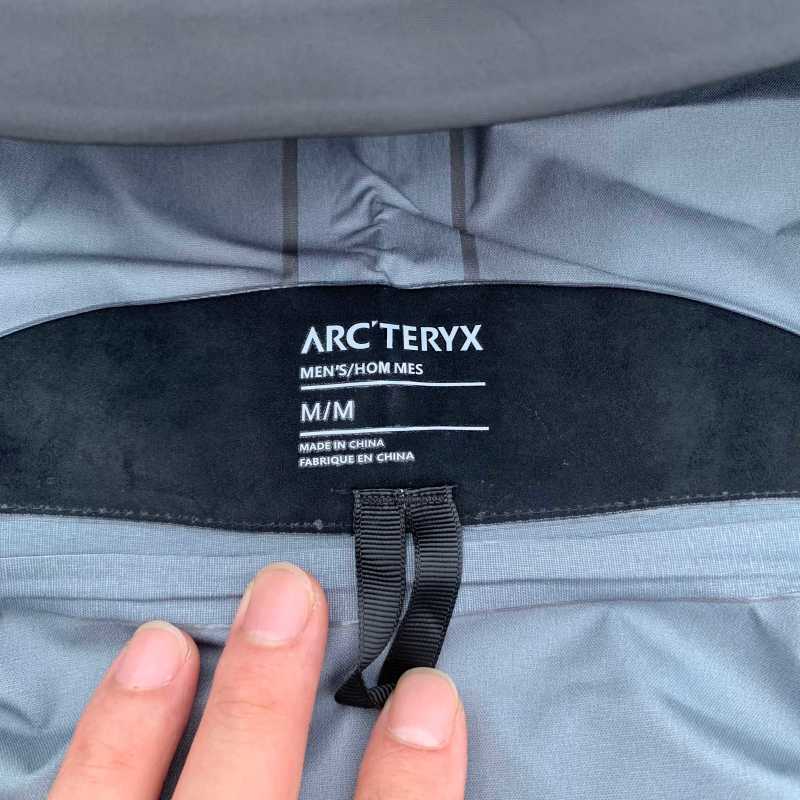 ARC'TERYX
MEN'S/HOMMES
M/M
MADE IN CHINA
FABRIQUE EN CHINA